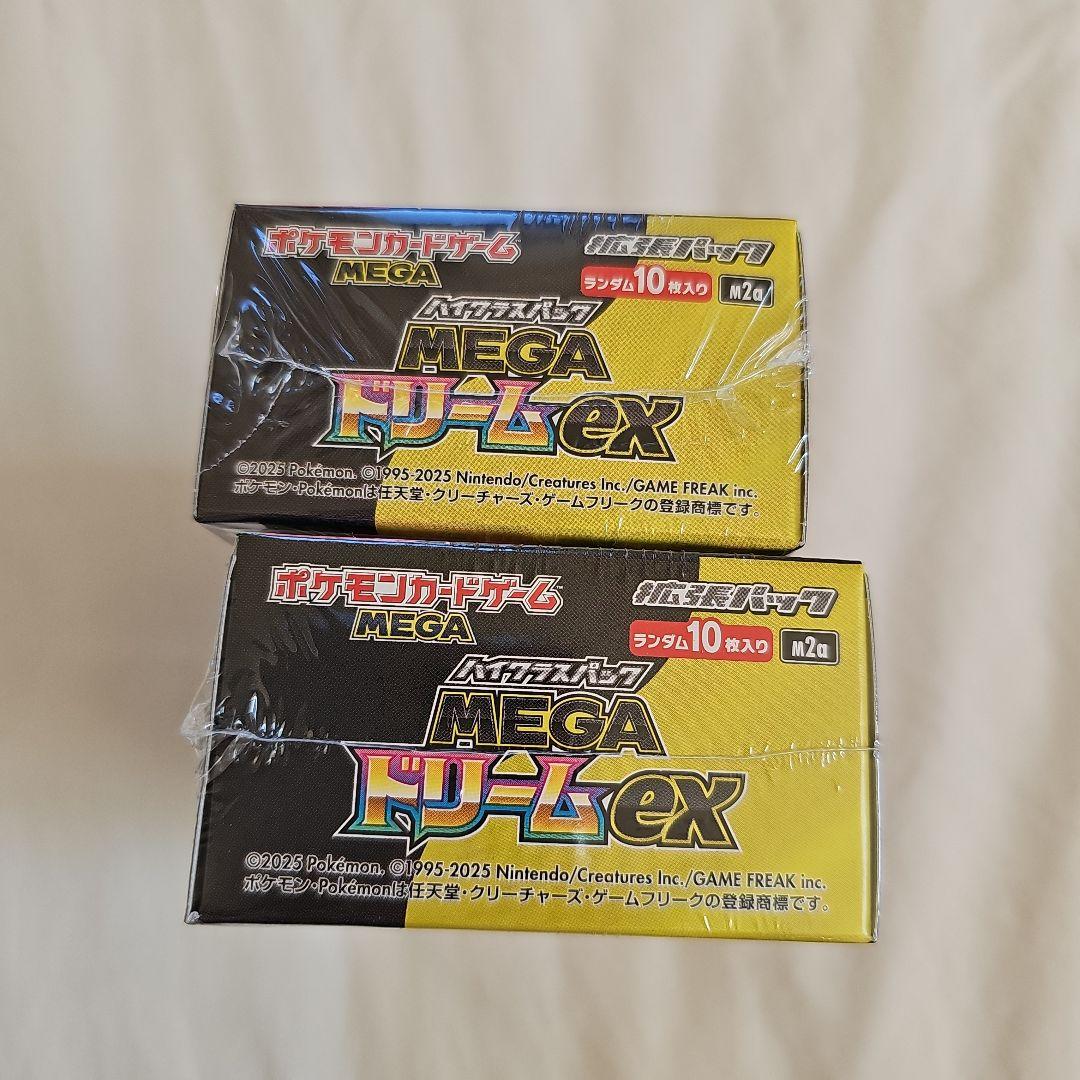 ポケモンカードゲーム
MEGA
拡張パック
ランダム10枚入り M2a
ハイクラスパック
MEGA
ドリームex
©2025 Pokémon. ©1995-2025 Nintendo/Creatures Inc./GAME FREAK inc.
ポケモン・Pokémonは任天堂・クリーチャーズ・ゲームフリークの登録商標です。
ポケモンカードゲーム
MEGA
拡張パック
ランダム10枚入り M2a
ハイクラスパック
MEGA
ドリームex
©2025 Pokémon. ©1995-2025 Nintendo/Creatures Inc./GAME FREAK inc.
ポケモン・Pokémonは任天堂・クリーチャーズ・ゲームフリークの登録商標です。